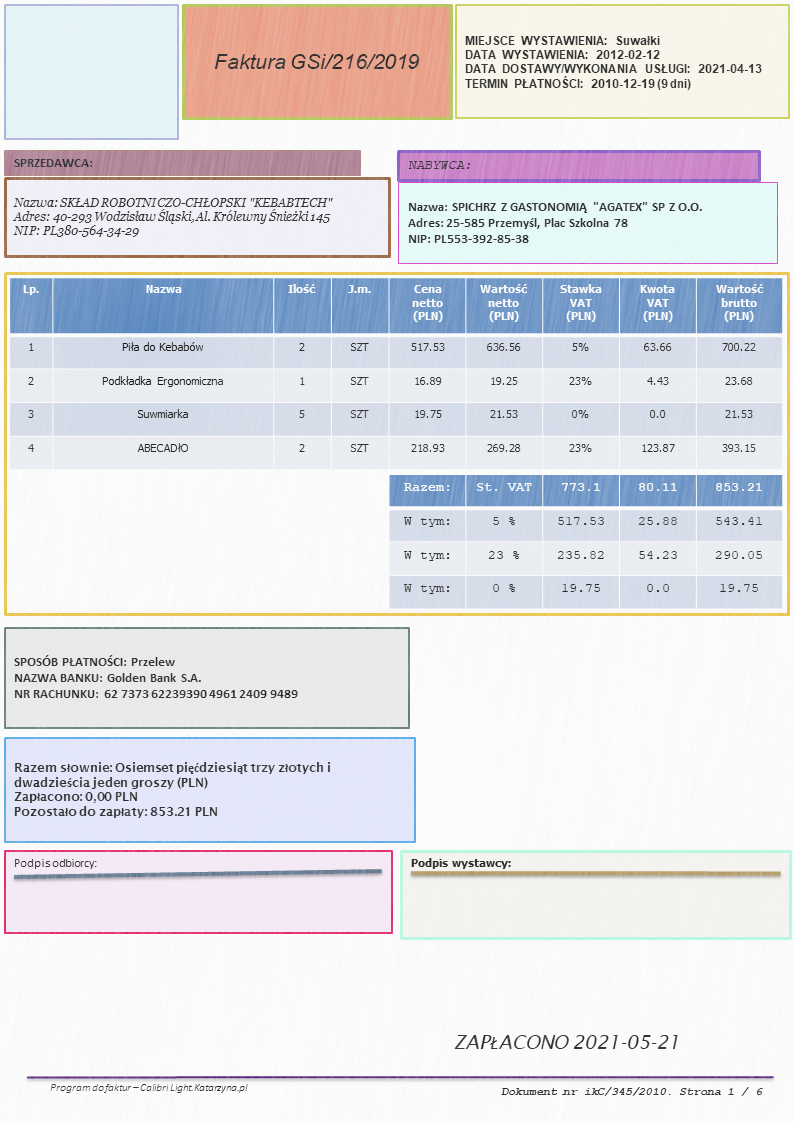 Faktura GSi/216/2019
MIEJSCE WYSTAWIENIA: Suwałki
DATA WYSTAWIENIA: 2012-02-12
DATA DOSTAWY/WYKONANIA USŁUGI: 2021-04-13
TERMIN PŁATNOŚCI: 2010-12-19 (9 dni)
SPRZEDAWCA:
Nazwa: SKŁAD ROBOTNICZO-CHŁOPSKI "KEBABTECH"
Adres: 40-293 Wodzisław Śląski, Al. Królewny Śnieżki 145
NIP: PL380-564-34-29
NABYWCA:
Nazwa: SPICHRZ Z GASTONOMIĄ "AGATEX" SP Z O.O.
Adres: 25-585 Przemyśl, Plac Szkolna 78
NIP: PL553-392-85-38
Lp. Nazwa Ilość J.m. Cena netto (PLN) Wartość netto (PLN) Stawka VAT (PLN) Kwota VAT (PLN) Wartość brutto (PLN)
1 Piła do Kebabów 2 SZT 517.53 636.56 5% 63.66 700.22
2 Podkładka Ergonomiczna 1 SZT 16.89 19.25 23% 4.43 23.68
3 Suwmiarka 5 SZT 19.75 21.53 0% 0.0 21.53
4 ABECADŁO 2 SZT 218.93 269.28 23% 123.87 393.15
Razem: St. VAT 773.1 80.11 853.21
W tym: 5 % 517.53 25.88 543.41
W tym: 23 % 235.82 54.23 290.05
W tym: 0 % 19.75 0.0 19.75
SPOSÓB PŁATNOŚCI: Przelew
NAZWA BANKU: Golden Bank S.A.
NR RACHUNKU: 62 7373 62239390 4961 2409 9489
Razem słownie: Osiemset pięćdziesiąt trzy złotych i
dwadzieścia jeden groszy (PLN)
Zapłacono: 0,00 PLN
Pozostało do zapłaty: 853.21 PLN
Podpis odbiorcy:
Podpis wystawcy:
ZAPŁACONO 2021-05-21
Program do faktur – Calibri Light.Katarzyna.pl
Dokument nr ikC/345/2010. Strona 1 / 6